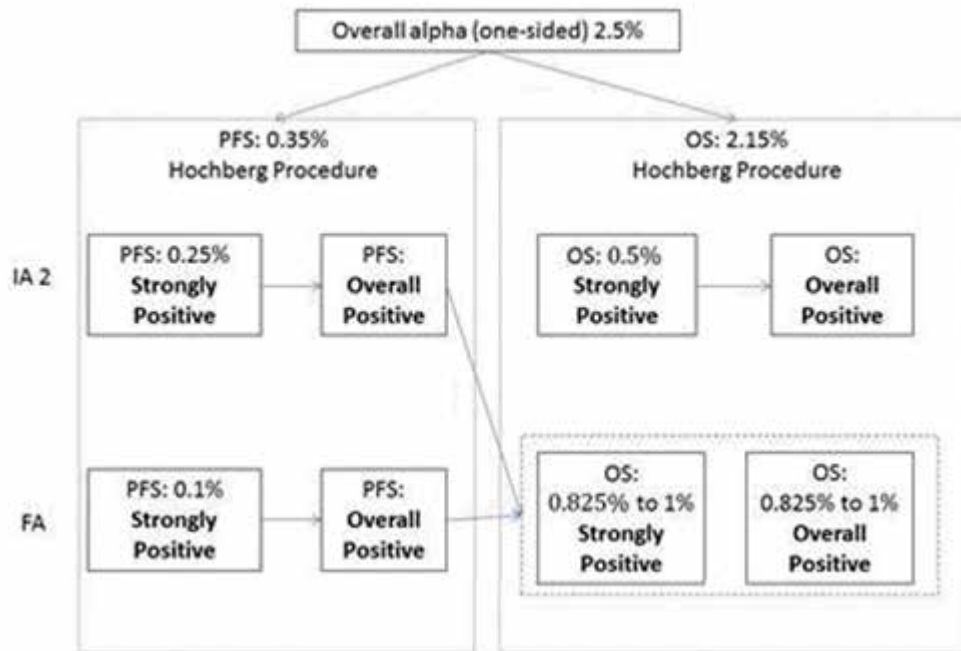 Overall alpha (one-sided) 2.5%
PFS: 0.35%
Hochberg Procedure
OS: 2.15%
Hochberg Procedure
IA 2
PFS: 0.25%
Strongly
Positive
PFS:
Overall
Positive
OS: 0.5%
Strongly
Positive
OS:
Overall
Positive
FA
PFS: 0.1%
Strongly
Positive
PFS:
Overall
Positive
OS:
0.825% to 1%
Strongly
Positive
OS:
0.825% to 1%
Overall
Positive